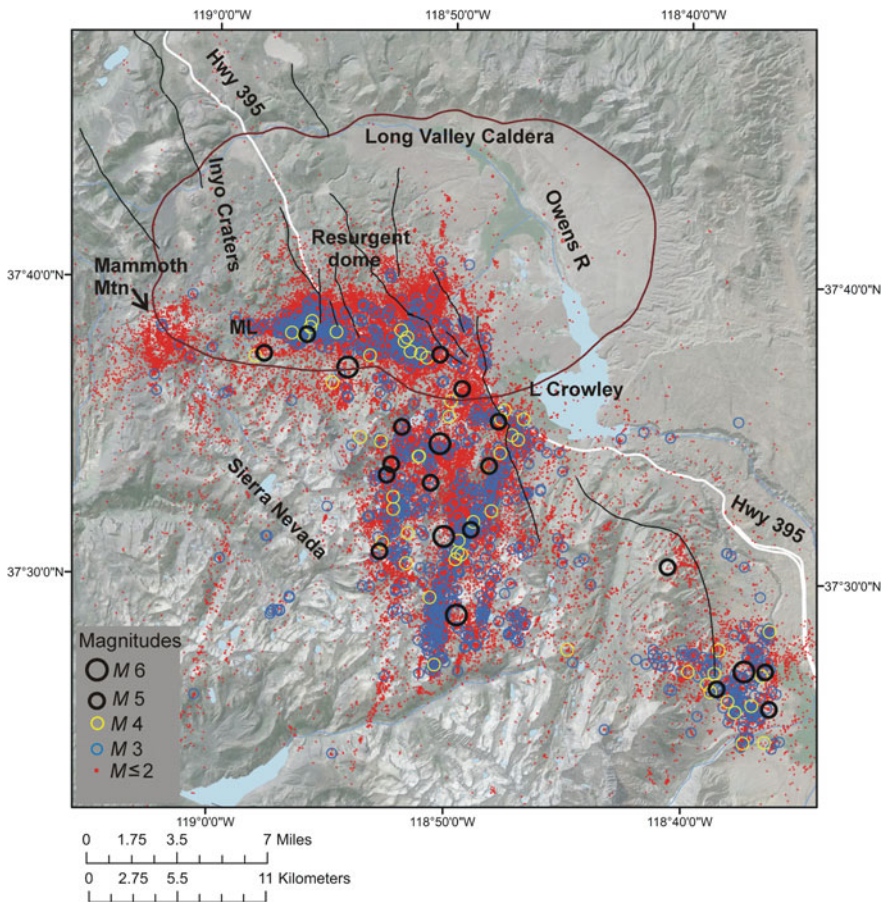 119°0'0"W 118°50'0"W 118°40'0"W
Hwy 395
Long Valley Caldera
Inyo Craters
Owens R
Resurgent
dome
37°40'0"N
37°40'0"N
Mammoth
Mtn
ML
L Crowley
Sierra Nevada
Hwy 395
37°30'0"N
37°30'0"N
Magnitudes
M 6
M 5
M 4
M 3
M ≤ 2
119°0'0"W 118°50'0"W 118°40'0"W
0 1.75 3.5 7 Miles
0 2.75 5.5 11 Kilometers